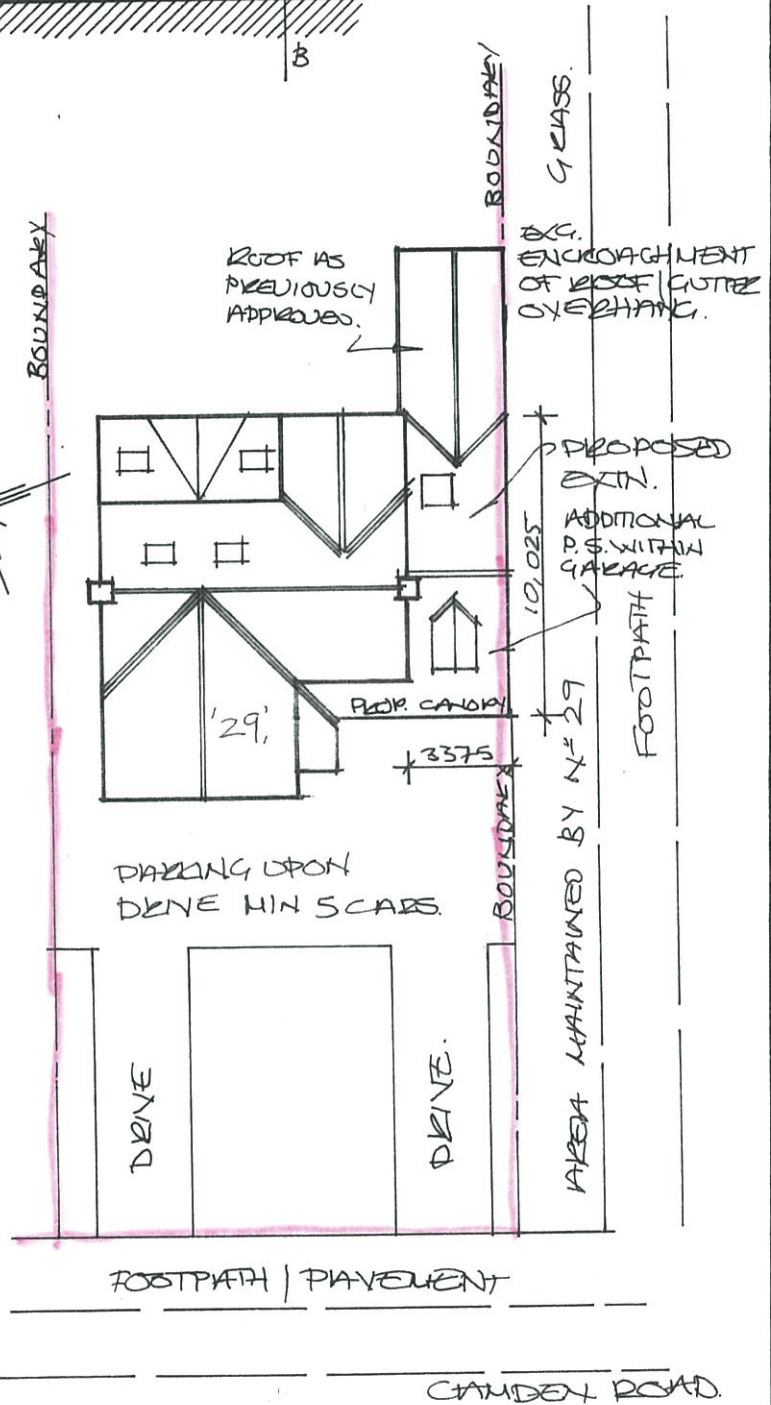 B
BOUNDARY
GRASS.
BOUNDARY
ROOF AS
PREVIOUSLY
APPROVED.
EXG.
ENCROACHMENT
OF ROOF/GUTTER
OVERHANG.
PROPOSED
EXTN.
ADDITIONAL
P.S. WITHIN
GARAGE.
10,025
FOOTPATH
'29'
PROP. CANOPY
3375
BOUNDARY
AREA MAINTAINED BY Nº 29
PARKING UPON
DRIVE MIN 5 CARS.
DRIVE
DRIVE.
FOOTPATH / PAVEMENT
CAMDEN ROAD.